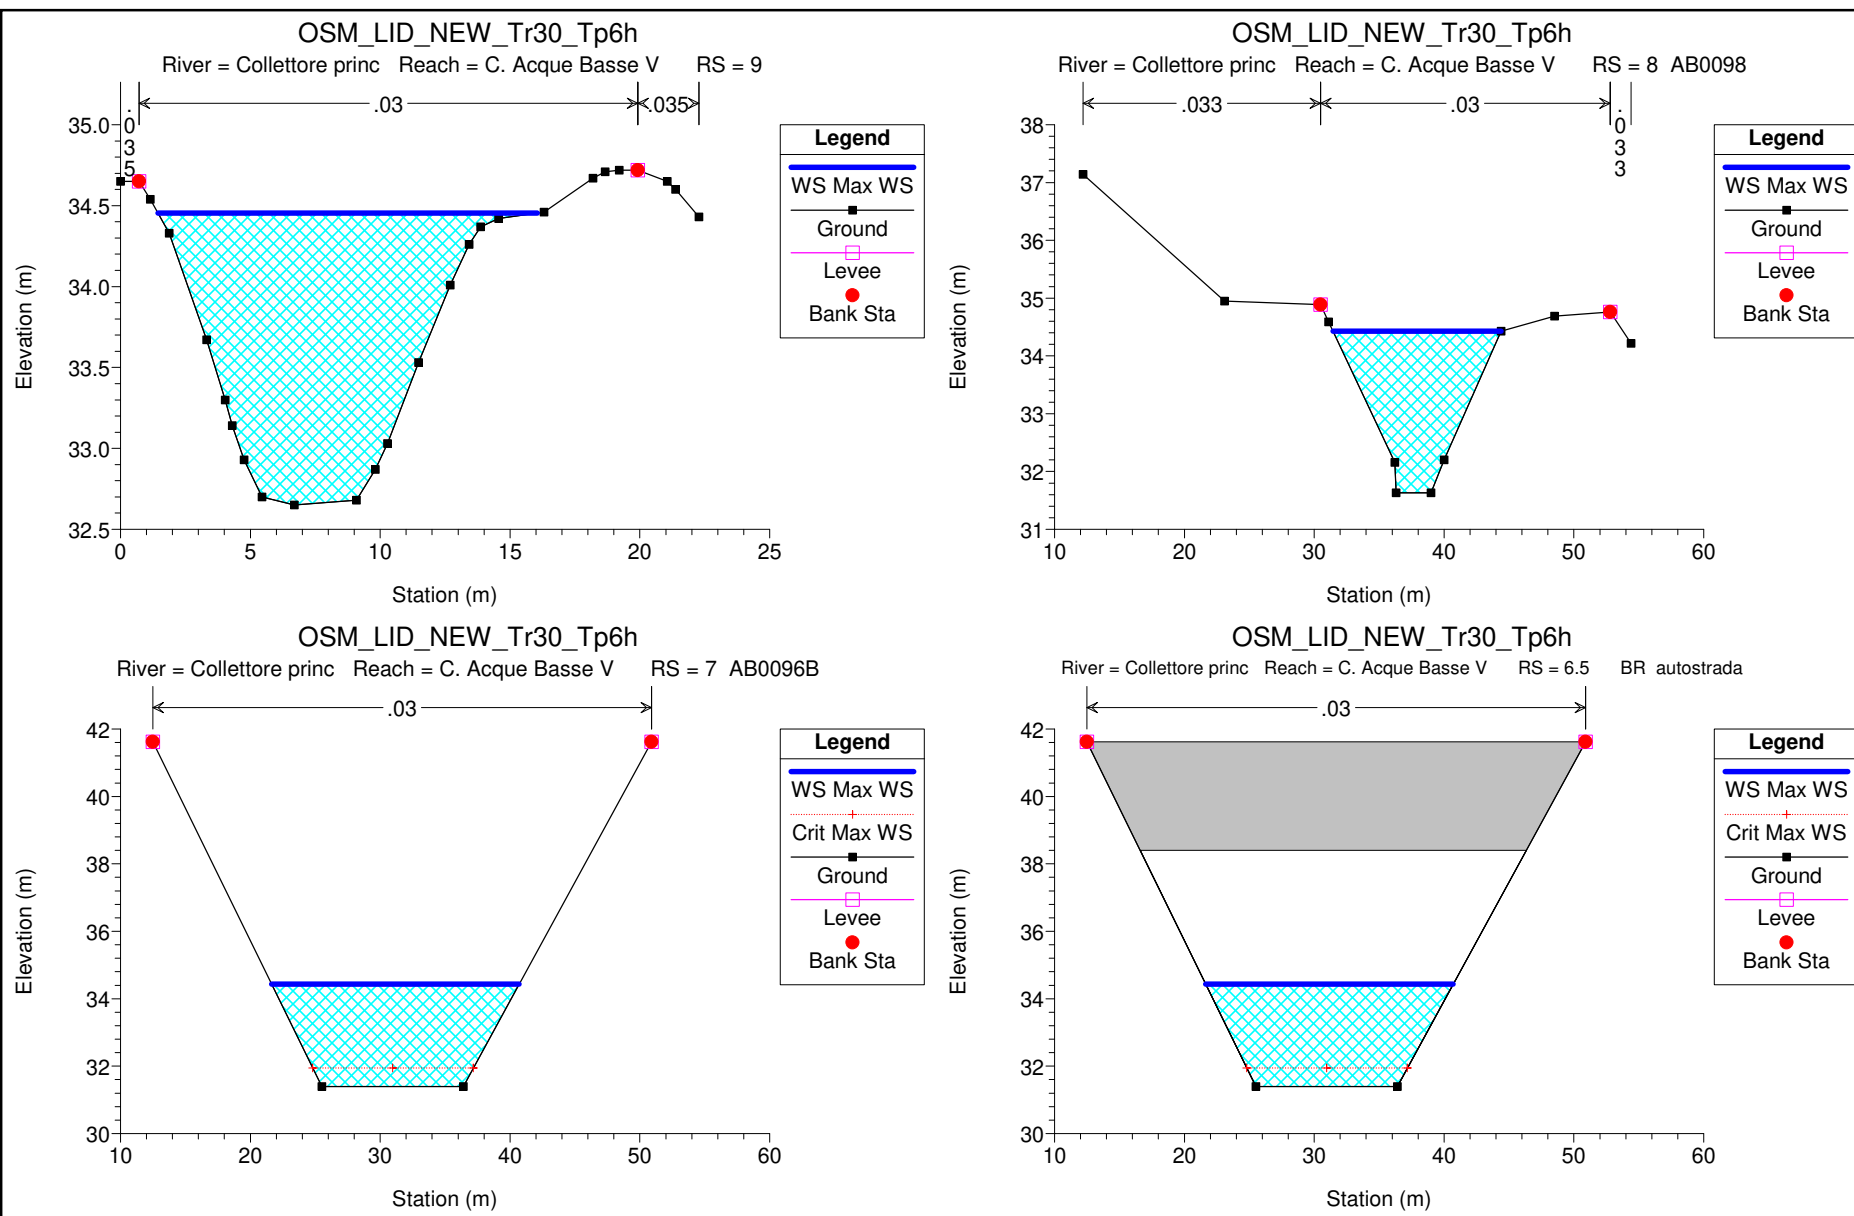 OSM_LID_NEW_Tr30_Tp6h
River = Collettore princ Reach = C. Acque Basse V RS = 9
.035
.03
.035
35.0
34.5
34.0
33.5
33.0
32.5
0
5
10
15
20
25
Elevation (m)
Station (m)
Legend
WS Max WS
Ground
Levee
Bank Sta
OSM_LID_NEW_Tr30_Tp6h
River = Collettore princ Reach = C. Acque Basse V RS = 8 AB0098
.033
.03
.033
38
37
36
35
34
33
32
31
10
20
30
40
50
60
Elevation (m)
Station (m)
Legend
WS Max WS
Ground
Levee
Bank Sta
OSM_LID_NEW_Tr30_Tp6h
River = Collettore princ Reach = C. Acque Basse V RS = 7 AB0096B
.03
42
40
38
36
34
32
30
10
20
30
40
50
60
Elevation (m)
Station (m)
Legend
WS Max WS
Crit Max WS
Ground
Levee
Bank Sta
OSM_LID_NEW_Tr30_Tp6h
River = Collettore princ Reach = C. Acque Basse V RS = 6.5 BR autostrada
.03
42
40
38
36
34
32
30
10
20
30
40
50
60
Elevation (m)
Station (m)
Legend
WS Max WS
Crit Max WS
Ground
Levee
Bank Sta